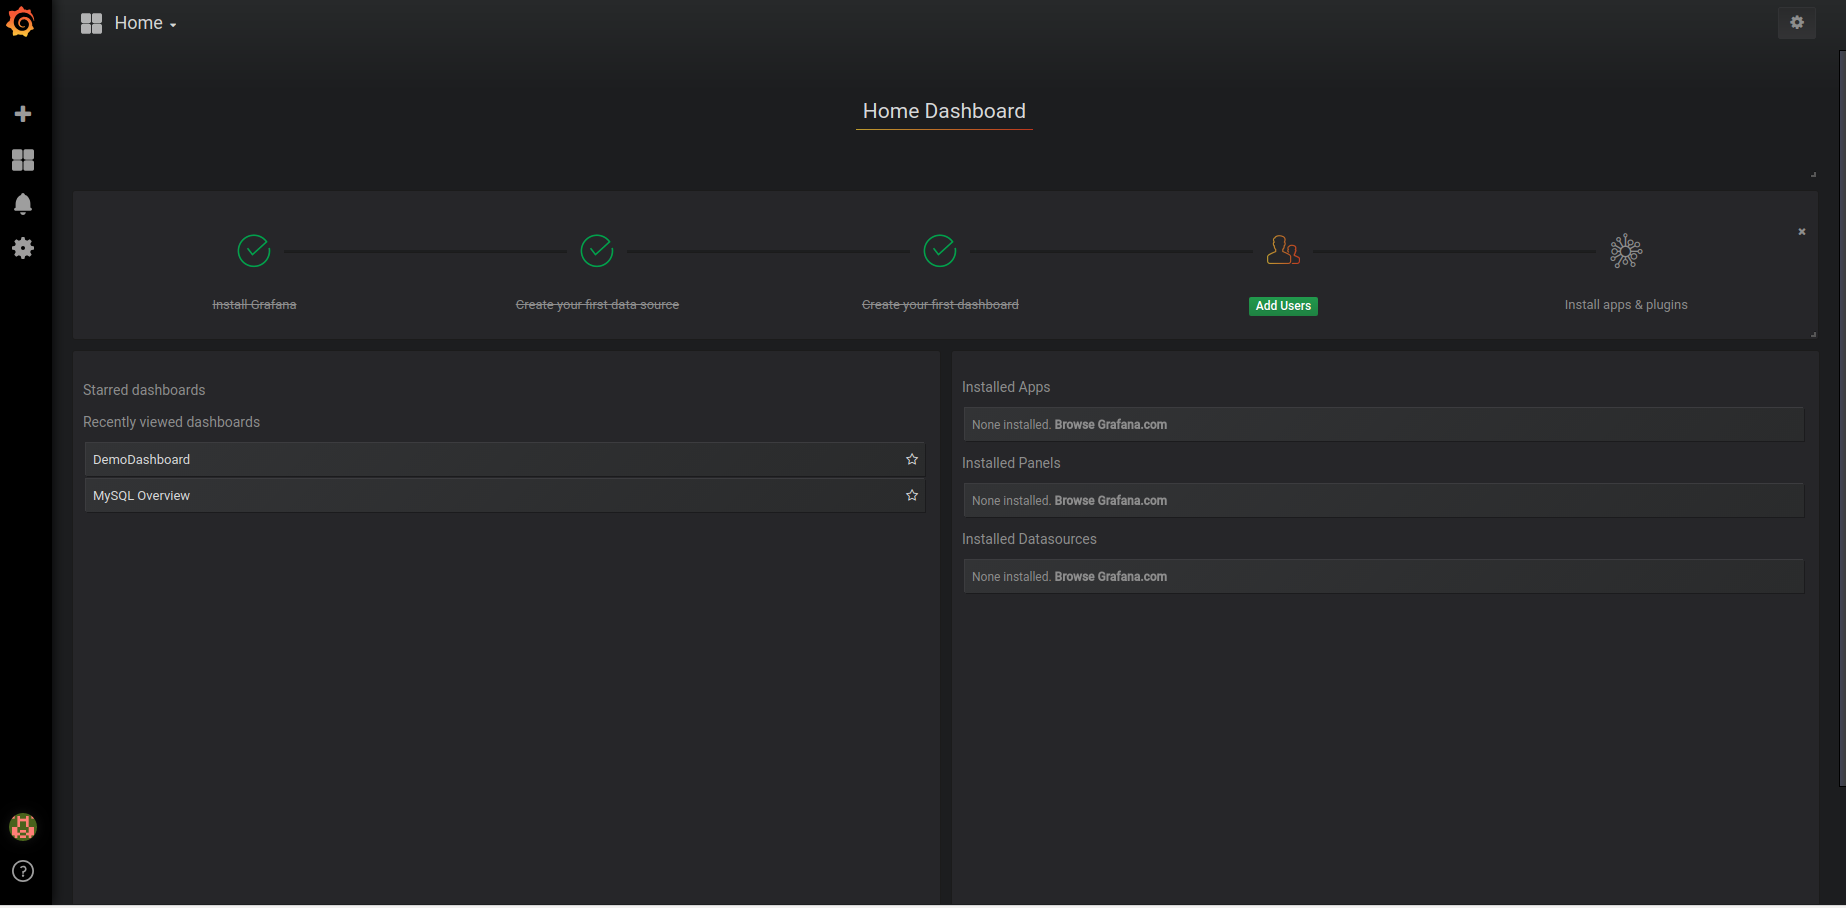 Home
Home Dashboard
Install Grafana
Create your first data source
Create your first dashboard
Add Users
Install apps & plugins
Starred dashboards
Recently viewed dashboards
DemoDashboard
MySQL Overview
Installed Apps
None installed. Browse Grafana.com
Installed Panels
None installed. Browse Grafana.com
Installed Datasources
None installed. Browse Grafana.com